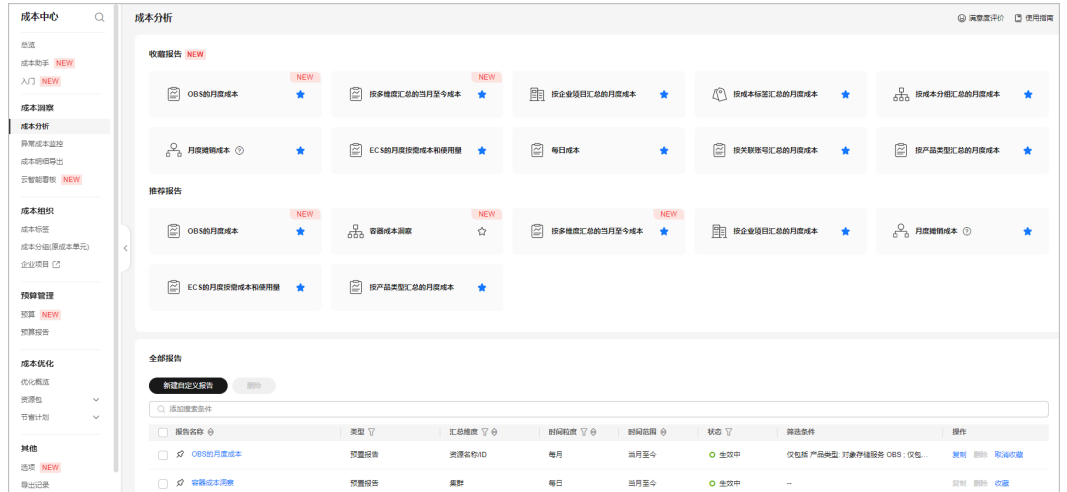 成本中心
总览
成本助手 NEW
入门 NEW
成本洞察
成本分析
异常成本监控
成本明细导出
云智能看板 NEW
成本组织
成本标签
成本分组(原成本单元)
企业项目
预算管理
预算 NEW
预算报告
成本优化
优化概览
资源包
节省计划
其他
选项 NEW
导出记录
成本分析
满意度评价 使用指南
收藏报告 NEW
NEW NEW
OBS的月度成本 按多维度汇总的当月至今成本 按企业项目汇总的月度成本 按成本标签汇总的月度成本 按成本分组汇总的月度成本
月度摊销成本 ECS的月度按需成本和使用量 每日成本 按关联账号汇总的月度成本 按产品类型汇总的月度成本
推荐报告
NEW NEW NEW
OBS的月度成本 容器成本洞察 按多维度汇总的当月至今成本 按企业项目汇总的月度成本 月度摊销成本
ECS的月度按需成本和使用量 按产品类型汇总的月度成本
全部报告
新建自定义报告 删除
添加搜索条件
报告名称 类型 汇总维度 时间粒度 时间范围 状态 筛选条件 操作
OBS的月度成本 预置报告 资源名称/ID 每月 当月至今 生效中 仅包括 产品类型: 对象存储服务 OBS ; 仅包... 复制 删除 取消收藏
容器成本洞察 预置报告 集群 每日 当月至今 生效中 -- 复制 删除 收藏